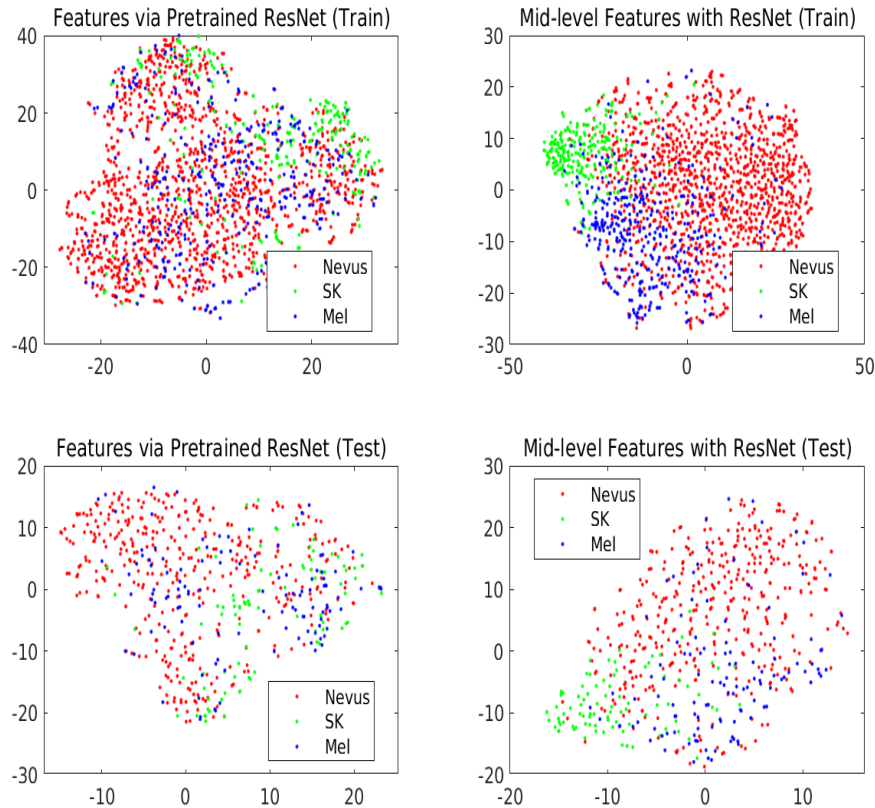 Features via Pretrained ResNet (Train)
40
20
0
-20
-40
-20
0
20
Nevus
SK
Mel
Mid-level Features with ResNet (Train)
30
20
10
0
-10
-20
-30
-50
0
50
Nevus
SK
Mel
Features via Pretrained ResNet (Test)
20
10
0
-10
-20
-30
-10
0
10
20
Nevus
SK
Mel
Mid-level Features with ResNet (Test)
30
20
10
0
-10
-20
-20
-10
0
10
Nevus
SK
Mel